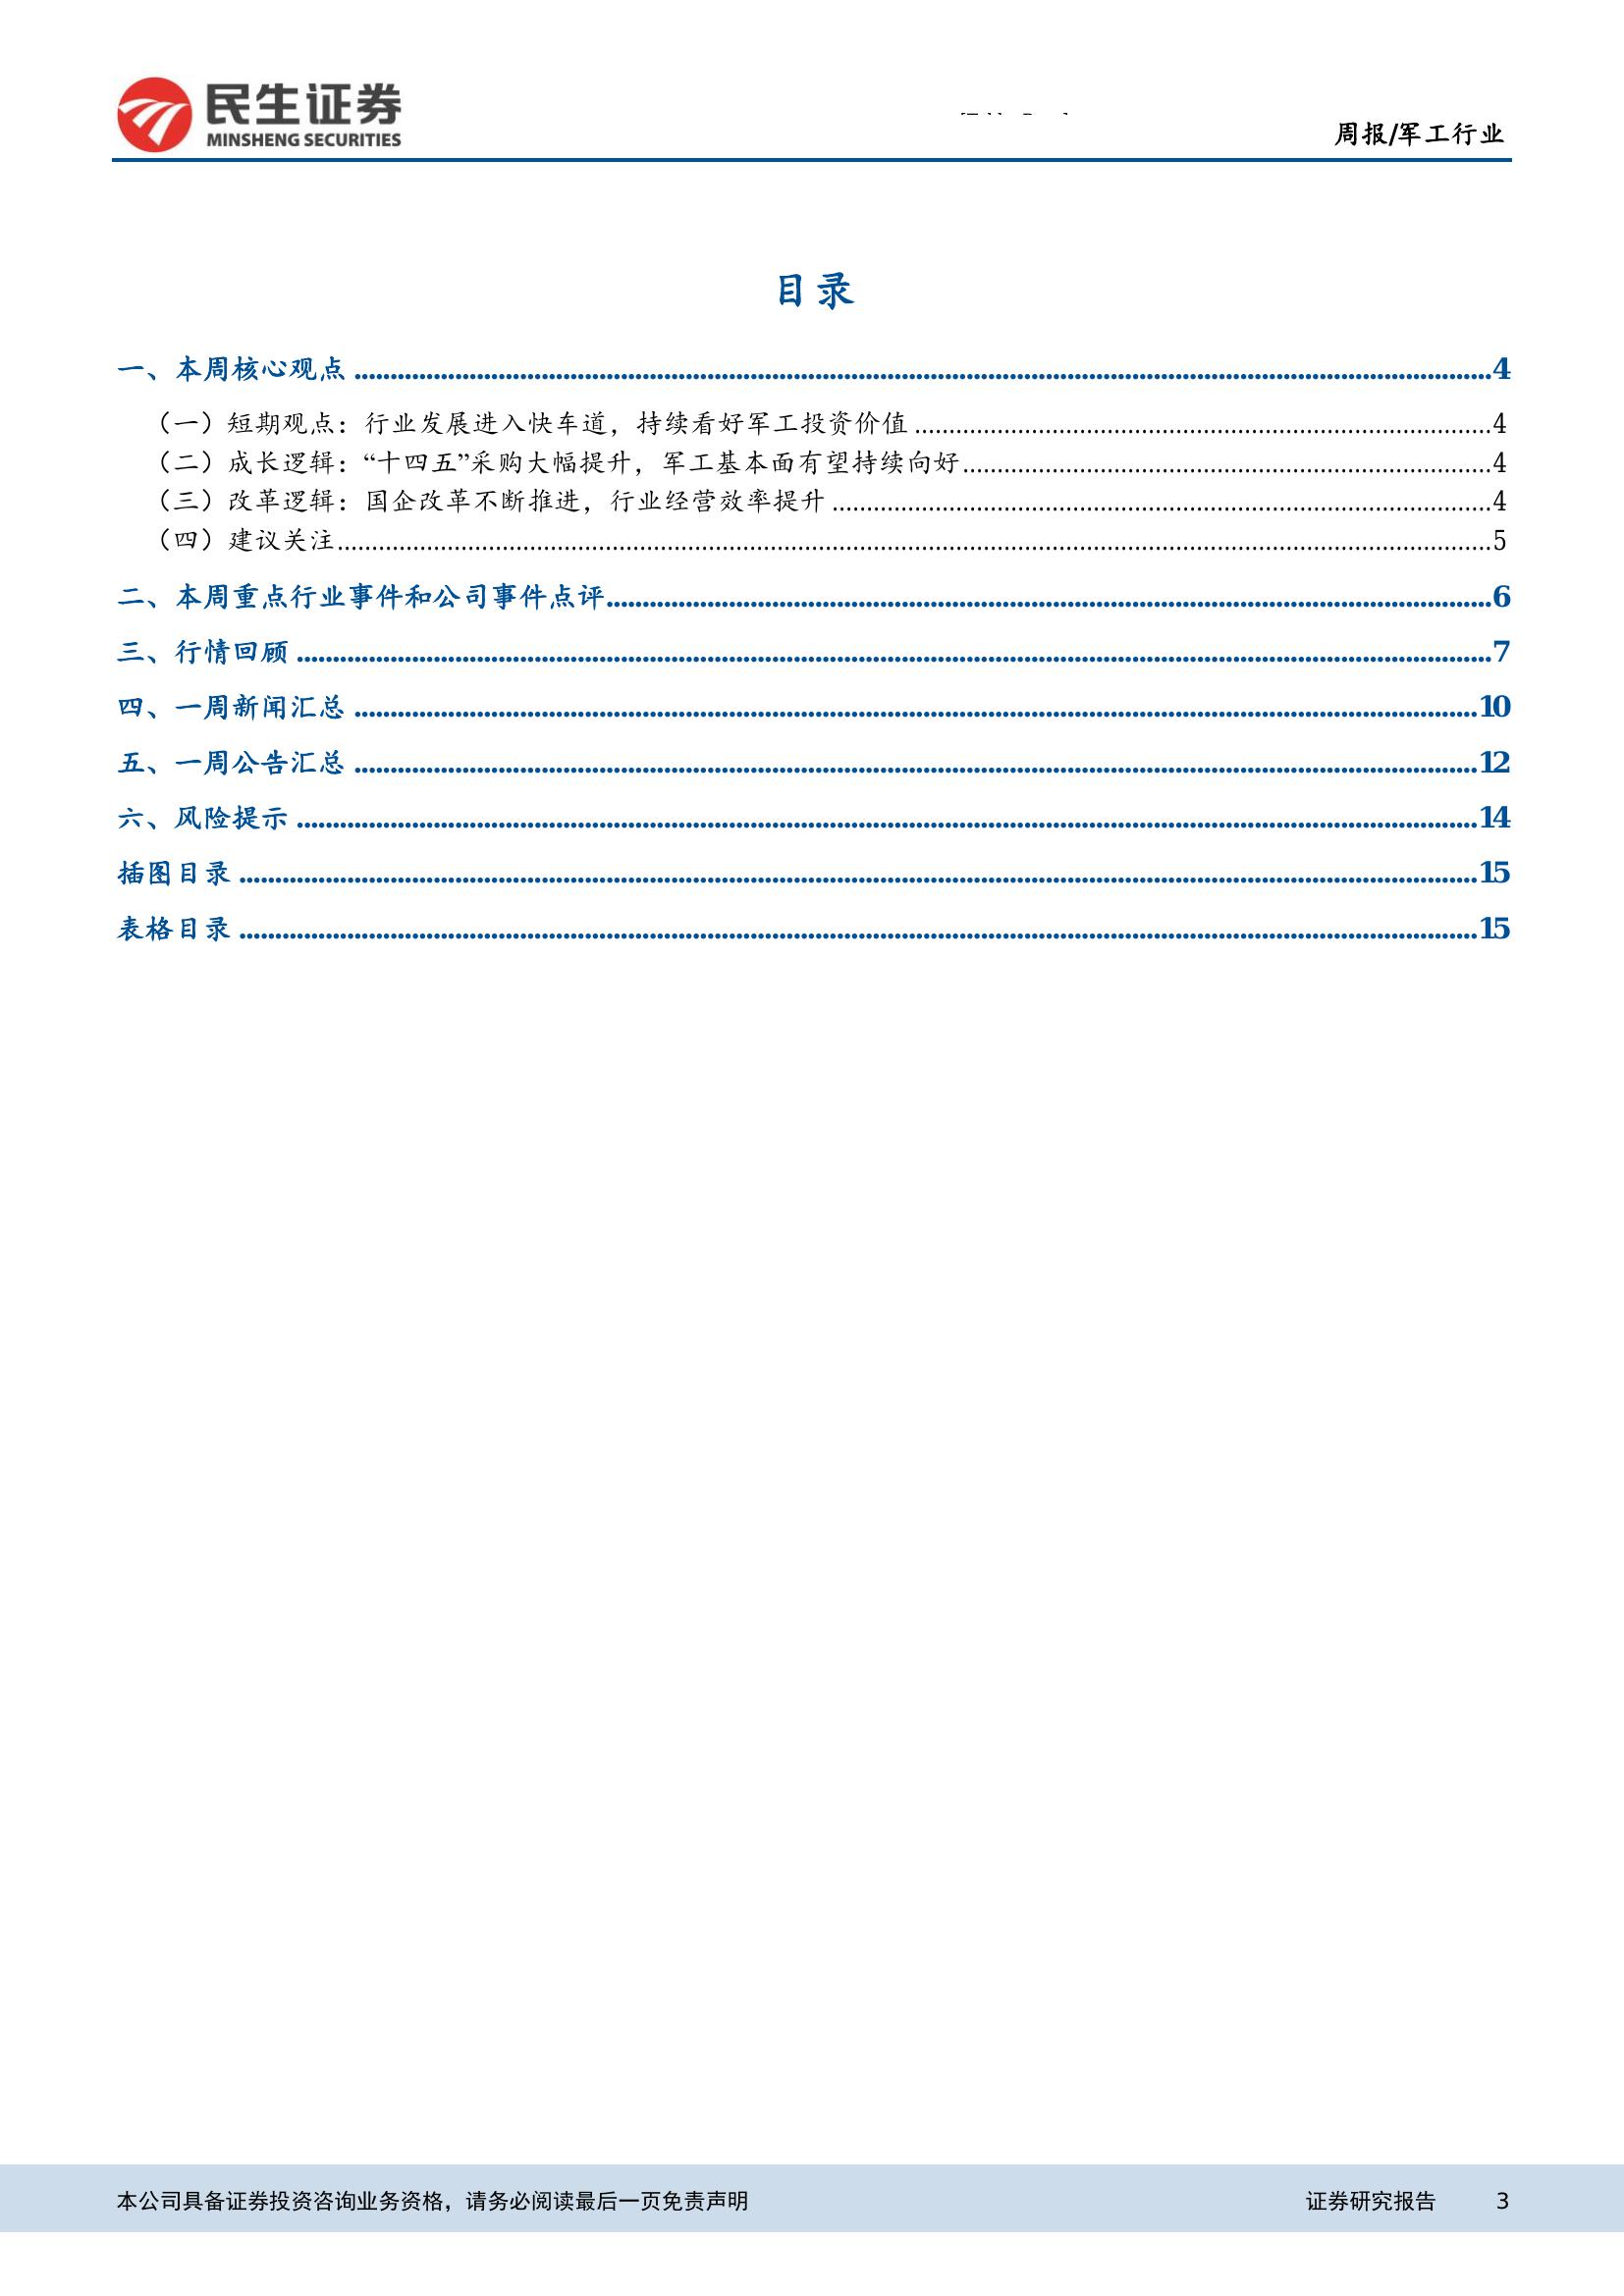 民生证券
MINSHENG SECURITIES
周报/军工行业
目录
一、本周核心观点 ........ 4
（一）短期观点：行业发展进入快车道，持续看好军工投资价值 ........ 4
（二）成长逻辑：“十四五”采购大幅提升，军工基本面有望持续向好 ........ 4
（三）改革逻辑：国企改革不断推进，行业经营效率提升 ........ 4
（四）建议关注 ........ 5
二、本周重点行业事件和公司事件点评 ........ 6
三、行情回顾 ........ 7
四、一周新闻汇总 ........ 10
五、一周公告汇总 ........ 12
六、风险提示 ........ 14
插图目录 ........ 15
表格目录 ........ 15
本公司具备证券投资咨询业务资格，请务必阅读最后一页免责声明 证券研究报告 3